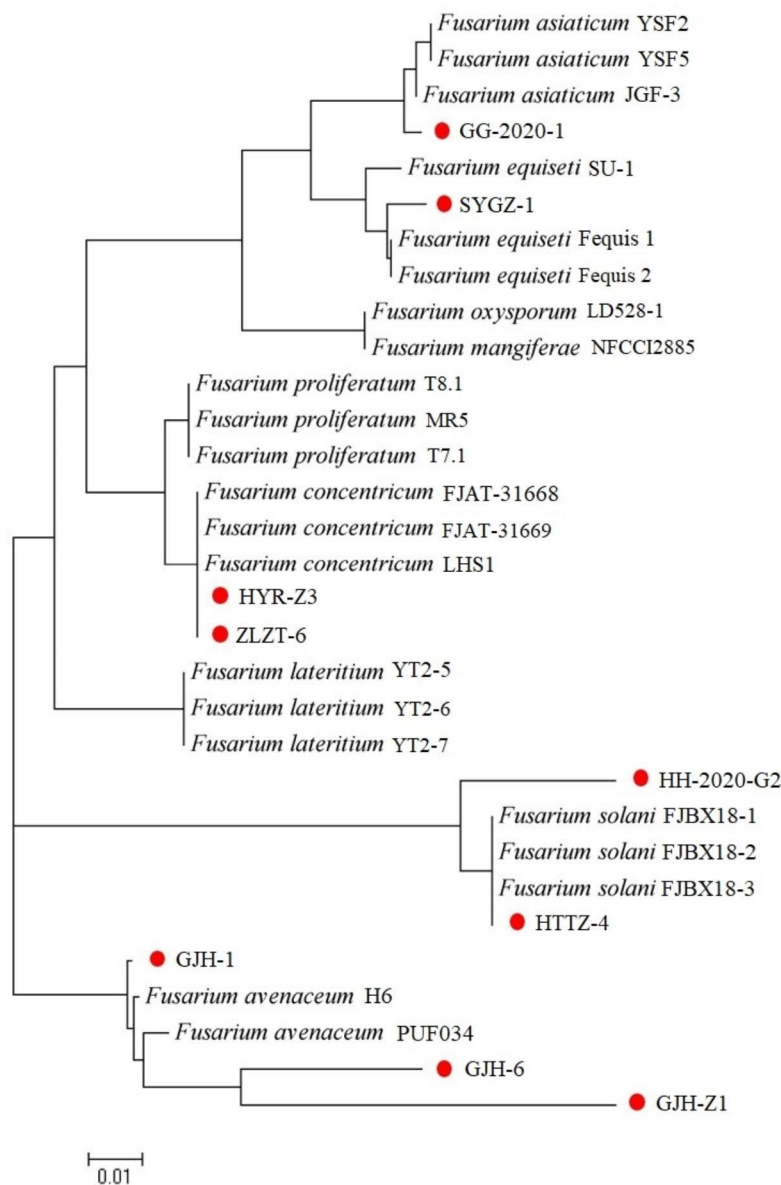 Fusarium asiaticum YSF2
Fusarium asiaticum YSF5
Fusarium asiaticum JGF-3
GG-2020-1
Fusarium equiseti SU-1
SYGZ-1
Fusarium equiseti Fequis 1
Fusarium equiseti Fequis 2
Fusarium oxysporum LD528-1
Fusarium mangiferae NFCCI2885
Fusarium proliferatum T8.1
Fusarium proliferatum MR5
Fusarium proliferatum T7.1
Fusarium concentricum FJAT-31668
Fusarium concentricum FJAT-31669
Fusarium concentricum LHS1
HYR-Z3
ZLZT-6
Fusarium lateritium YT2-5
Fusarium lateritium YT2-6
Fusarium lateritium YT2-7
HH-2020-G2
Fusarium solani FJBX18-1
Fusarium solani FJBX18-2
Fusarium solani FJBX18-3
HTTZ-4
GJH-1
Fusarium avenaceum H6
Fusarium avenaceum PUF034
GJH-6
GJH-Z1
0.01